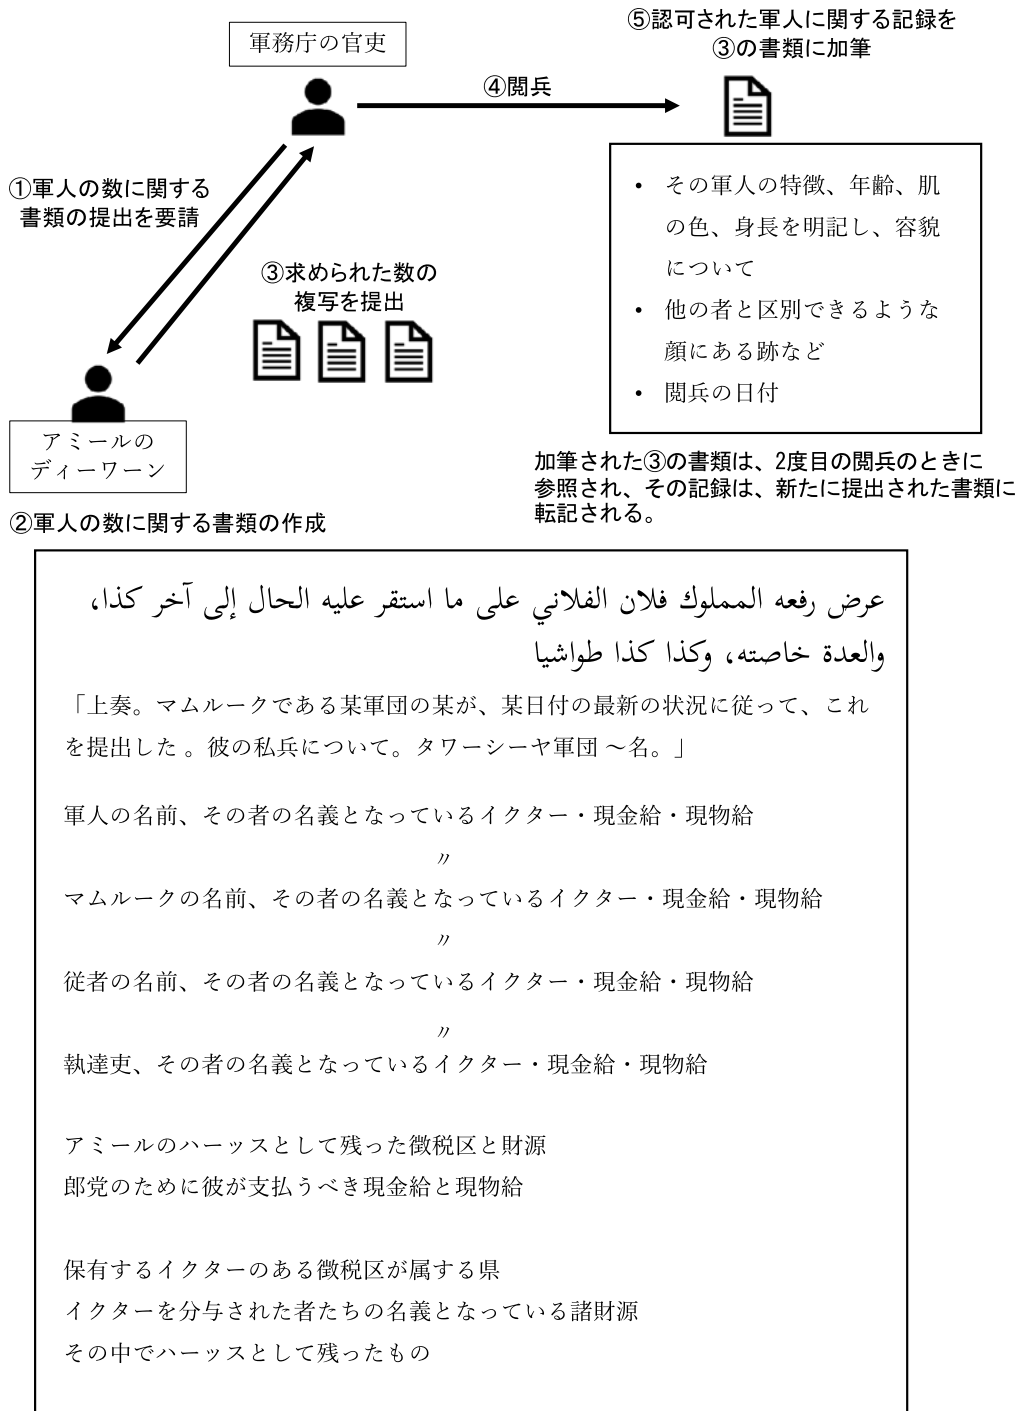 軍務庁の官吏
⑤認可された軍人に関する記録を
③の書類に加筆
④閲兵
①軍人の数に関する
書類の提出を要請
③求められた数の
複写を提出
• その軍人の特徴、年齢、肌
の色、身長を明記し、容貌
について
• 他の者と区別できるような
顔にある跡など
• 閲兵の日付
アミールの
ディーワーン
加筆された③の書類は、2度目の閲兵のときに
参照され、その記録は、新たに提出された書類に
転記される。
②軍人の数に関する書類の作成
عرض رفعه المملوك فلان الفلاني على ما استقر عليه الحال إلى آخر كذا،
والعدة خاصته، وكذا كذا طواشيا
「上奏。マムルークである某軍団の某が、某日付の最新の状況に従って、これ
を提出した 。彼の私兵について。タワーシーヤ軍団 〜名。」
軍人の名前、その者の名義となっているイクター・現金給・現物給
〃
マムルークの名前、その者の名義となっているイクター・現金給・現物給
〃
従者の名前、その者の名義となっているイクター・現金給・現物給
〃
執達吏、その者の名義となっているイクター・現金給・現物給
アミールのハーッスとして残った徴税区と財源
郎党のために彼が支払うべき現金給と現物給
保有するイクターのある徴税区が属する県
イクターを分与された者たちの名義となっている諸財源
その中でハーッスとして残ったもの